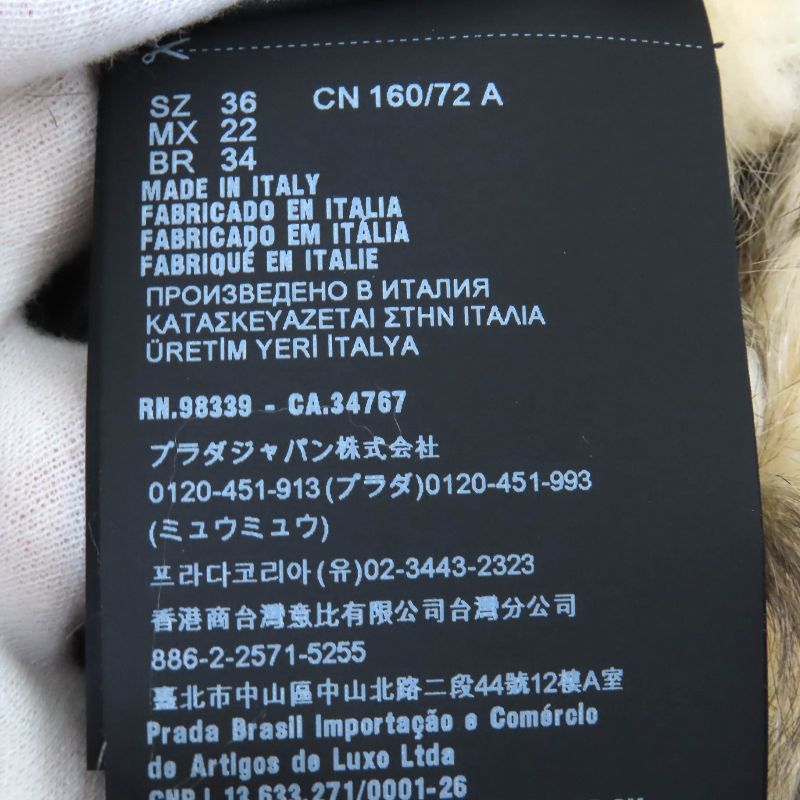 SZ 36 CN 160/72 A
MX 22
BR 34
MADE IN ITALY
FABRICADO EN ITALIA
FABRICADO EM ITÁLIA
FABRIQUÉ EN ITALIE
ПРОИЗВЕДЕНО В ИТАЛИЯ
ΚΑΤΑΣΚΕΥΑΖΕΤΑΙ ΣΤΗΝ ΙΤΑΛΙΑ
ÜRETİM YERİ İTALYA
RN.98339 - CA.34767
プラダジャパン株式会社
0120-451-913(プラダ)0120-451-993
(ミュウミュウ)
프라다코리아(유)02-3443-2323
香港商台灣意比有限公司台灣分公司
886-2-2571-5255
臺北市中山區中山北路二段44號12樓A室
Prada Brasil Importação e Comércio
de Artigos de Luxo Ltda
CNPJ 13.633.271/0001-26